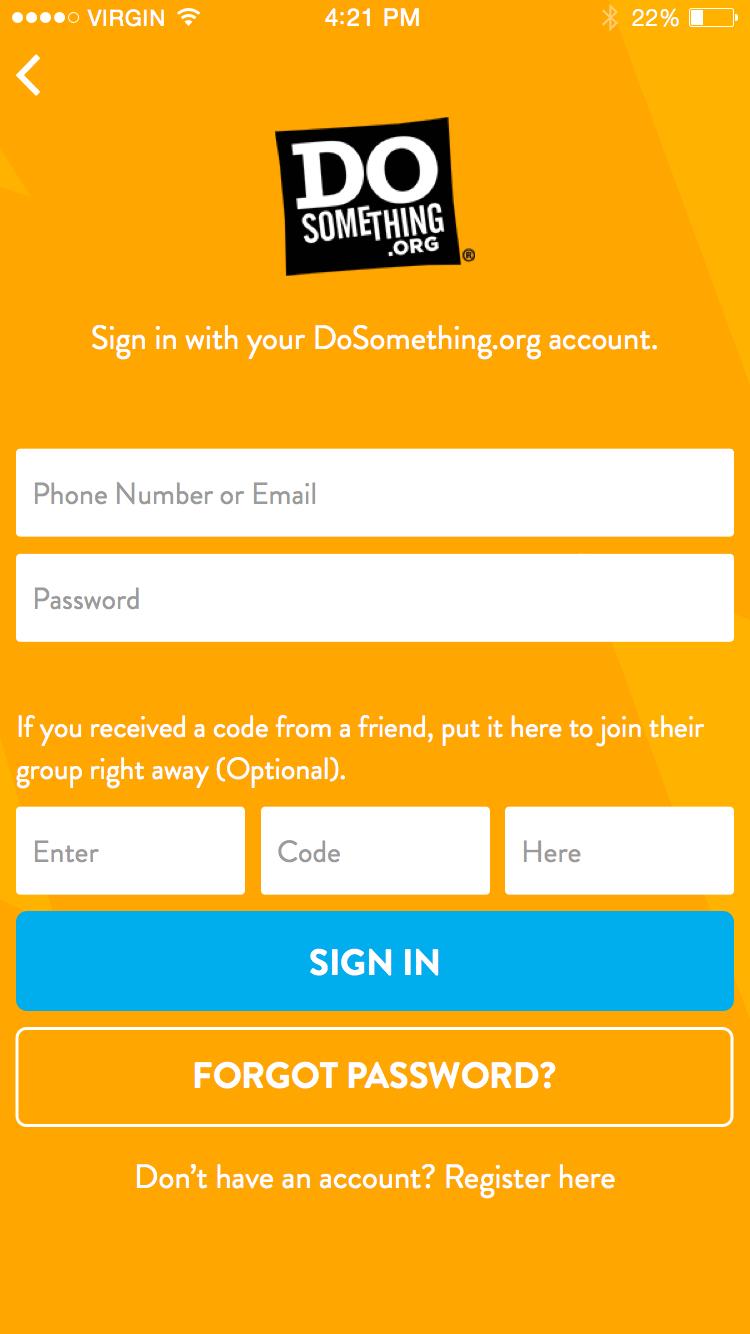 VIRGIN 4:21 PM 22%
DO
SOMETHING
.ORG
®
Sign in with your DoSomething.org account.
Phone Number or Email
Password
If you received a code from a friend, put it here to join their
group right away (Optional).
Enter Code Here
SIGN IN
FORGOT PASSWORD?
Don’t have an account? Register here